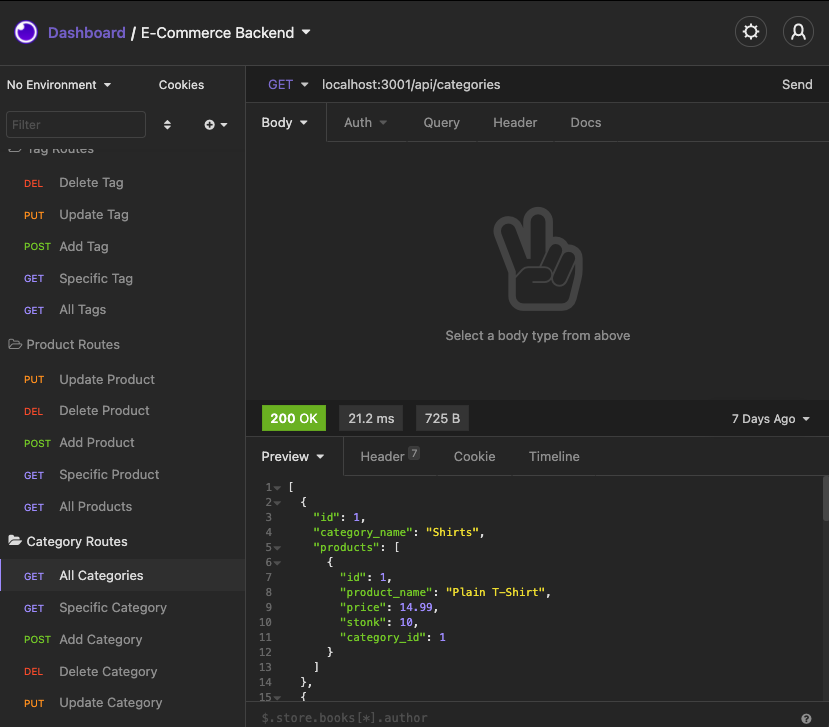 Dashboard / E-Commerce Backend
No Environment
Cookies
Filter
Tag Routes
DEL Delete Tag
PUT Update Tag
POST Add Tag
GET Specific Tag
GET All Tags
Product Routes
PUT Update Product
DEL Delete Product
POST Add Product
GET Specific Product
GET All Products
Category Routes
GET All Categories
GET Specific Category
POST Add Category
DEL Delete Category
PUT Update Category
GET localhost:3001/api/categories Send
Body Auth Query Header Docs
Select a body type from above
200 OK 21.2 ms 725 B 7 Days Ago
Preview Header 7 Cookie Timeline
1 [
2 {
3 "id": 1,
4 "category_name": "Shirts",
5 "products": [
6 {
7 "id": 1,
8 "product_name": "Plain T-Shirt",
9 "price": 14.99,
10 "stonk": 10,
11 "category_id": 1
12 }
13 ]
14 },
15 {
$.store.books[*].author